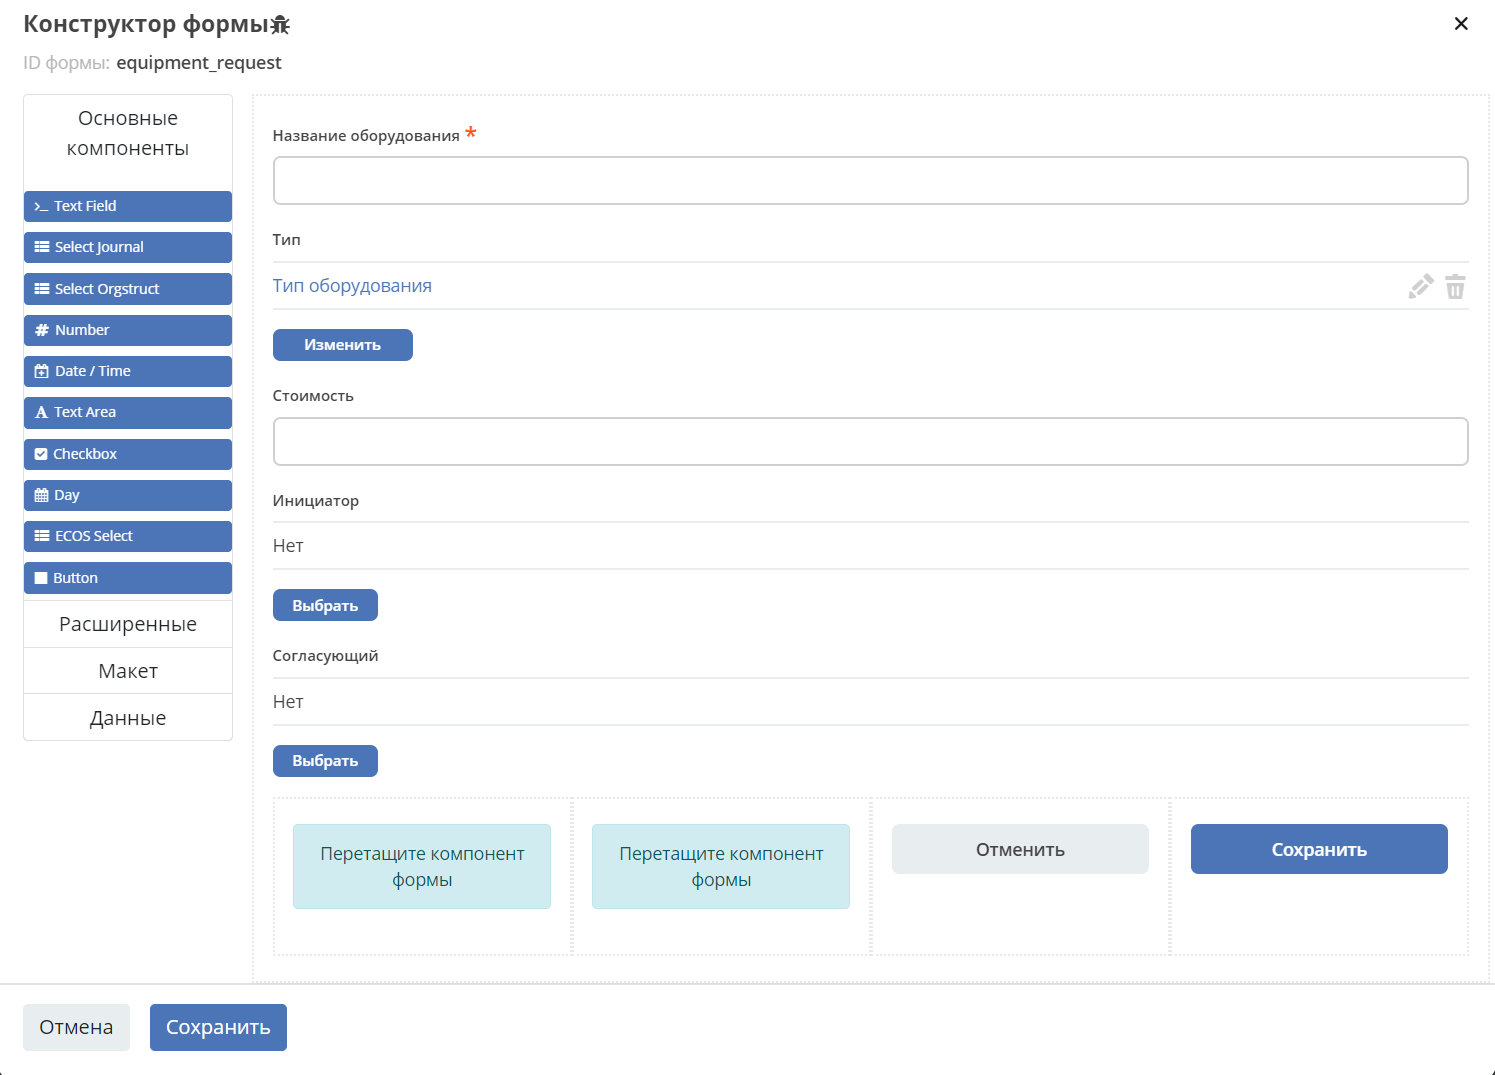 Конструктор формы
ID формы: equipment_request
Основные
компоненты
Text Field
Select Journal
Select Orgstruct
Number
Date / Time
Text Area
Checkbox
Day
ECOS Select
Button
Расширенные
Макет
Данные
Название оборудования *
Тип
Тип оборудования
Изменить
Стоимость
Инициатор
Нет
Выбрать
Согласующий
Нет
Выбрать
Перетащите компонент
формы
Перетащите компонент
формы
Отменить
Сохранить
Отмена
Сохранить